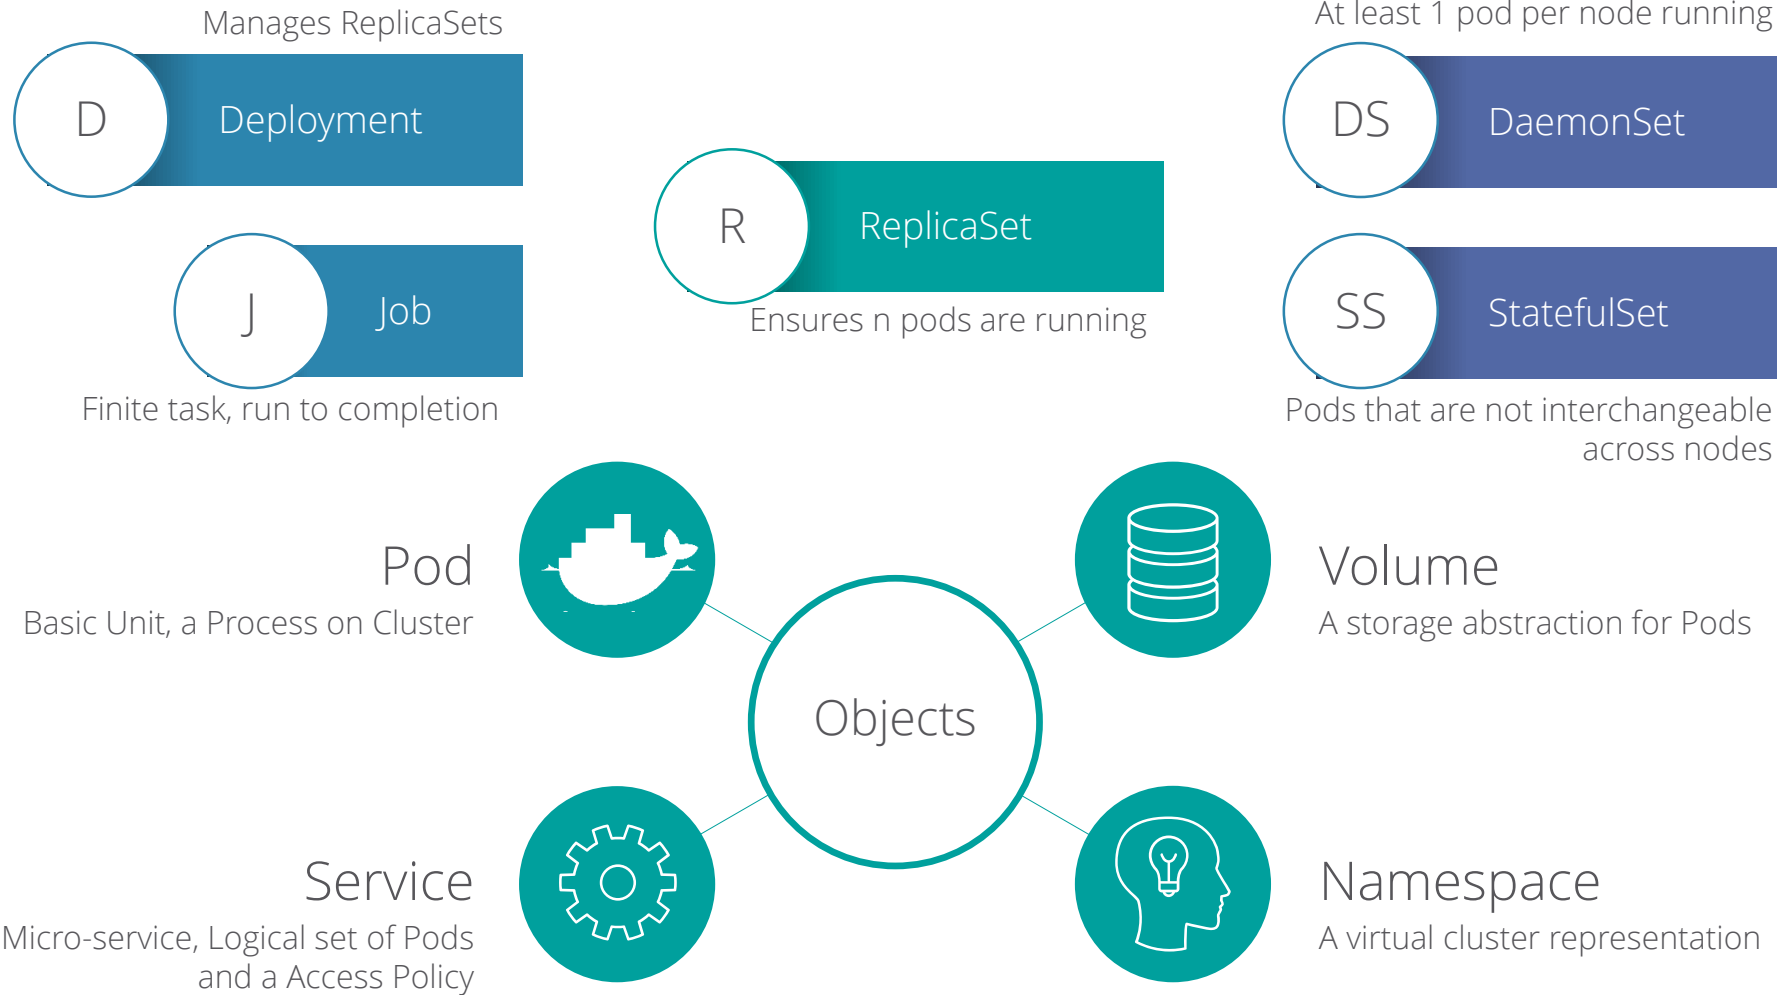 Manages ReplicaSets
D
Deployment
J
Job
Finite task, run to completion
R
ReplicaSet
Ensures n pods are running
At least 1 pod per node running
DS
DaemonSet
SS
StatefulSet
Pods that are not interchangeable
across nodes
Pod
Basic Unit, a Process on Cluster
Volume
A storage abstraction for Pods
Objects
Service
Micro-service, Logical set of Pods
and a Access Policy
Namespace
A virtual cluster representation